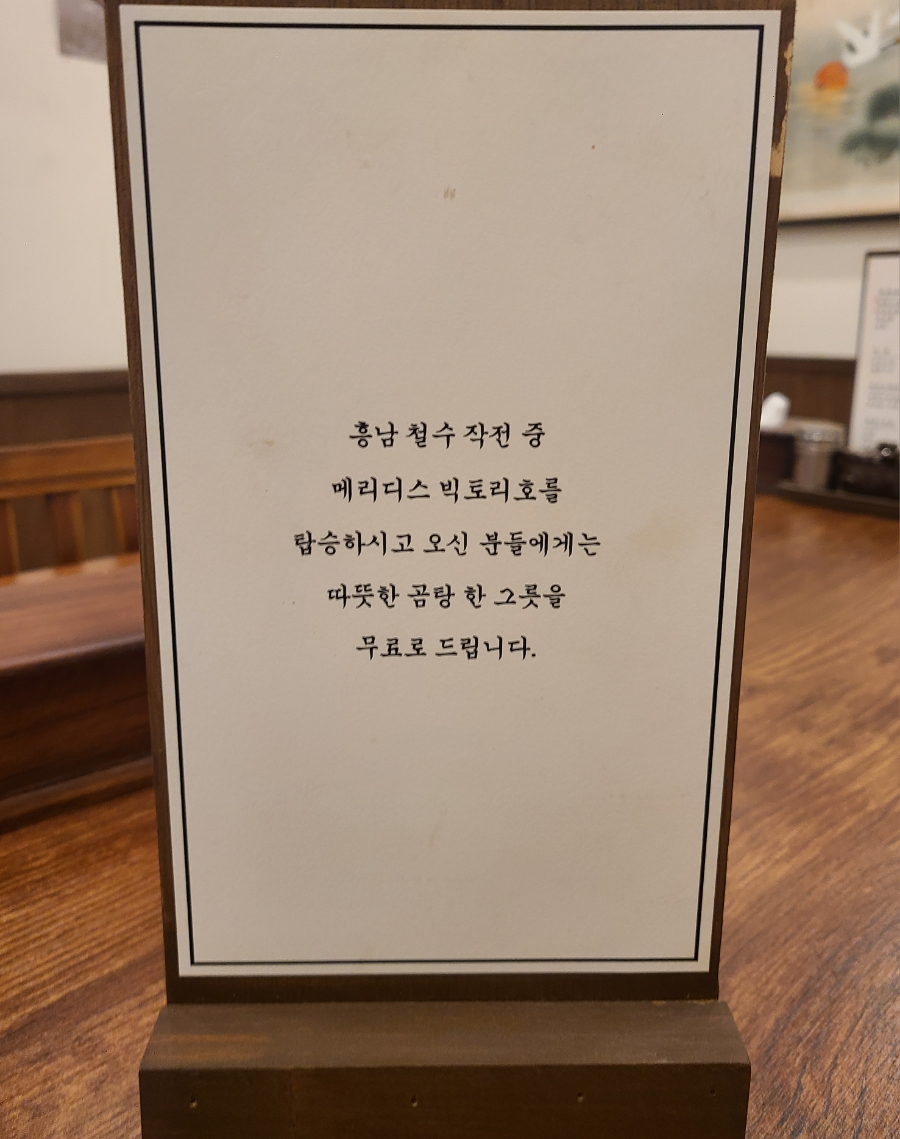 흥남 철수 작전 중
메리디스 빅토리호를
탑승하시고 오신 분들에게는
따뜻한 곰탕 한 그릇을
무료로 드립니다.